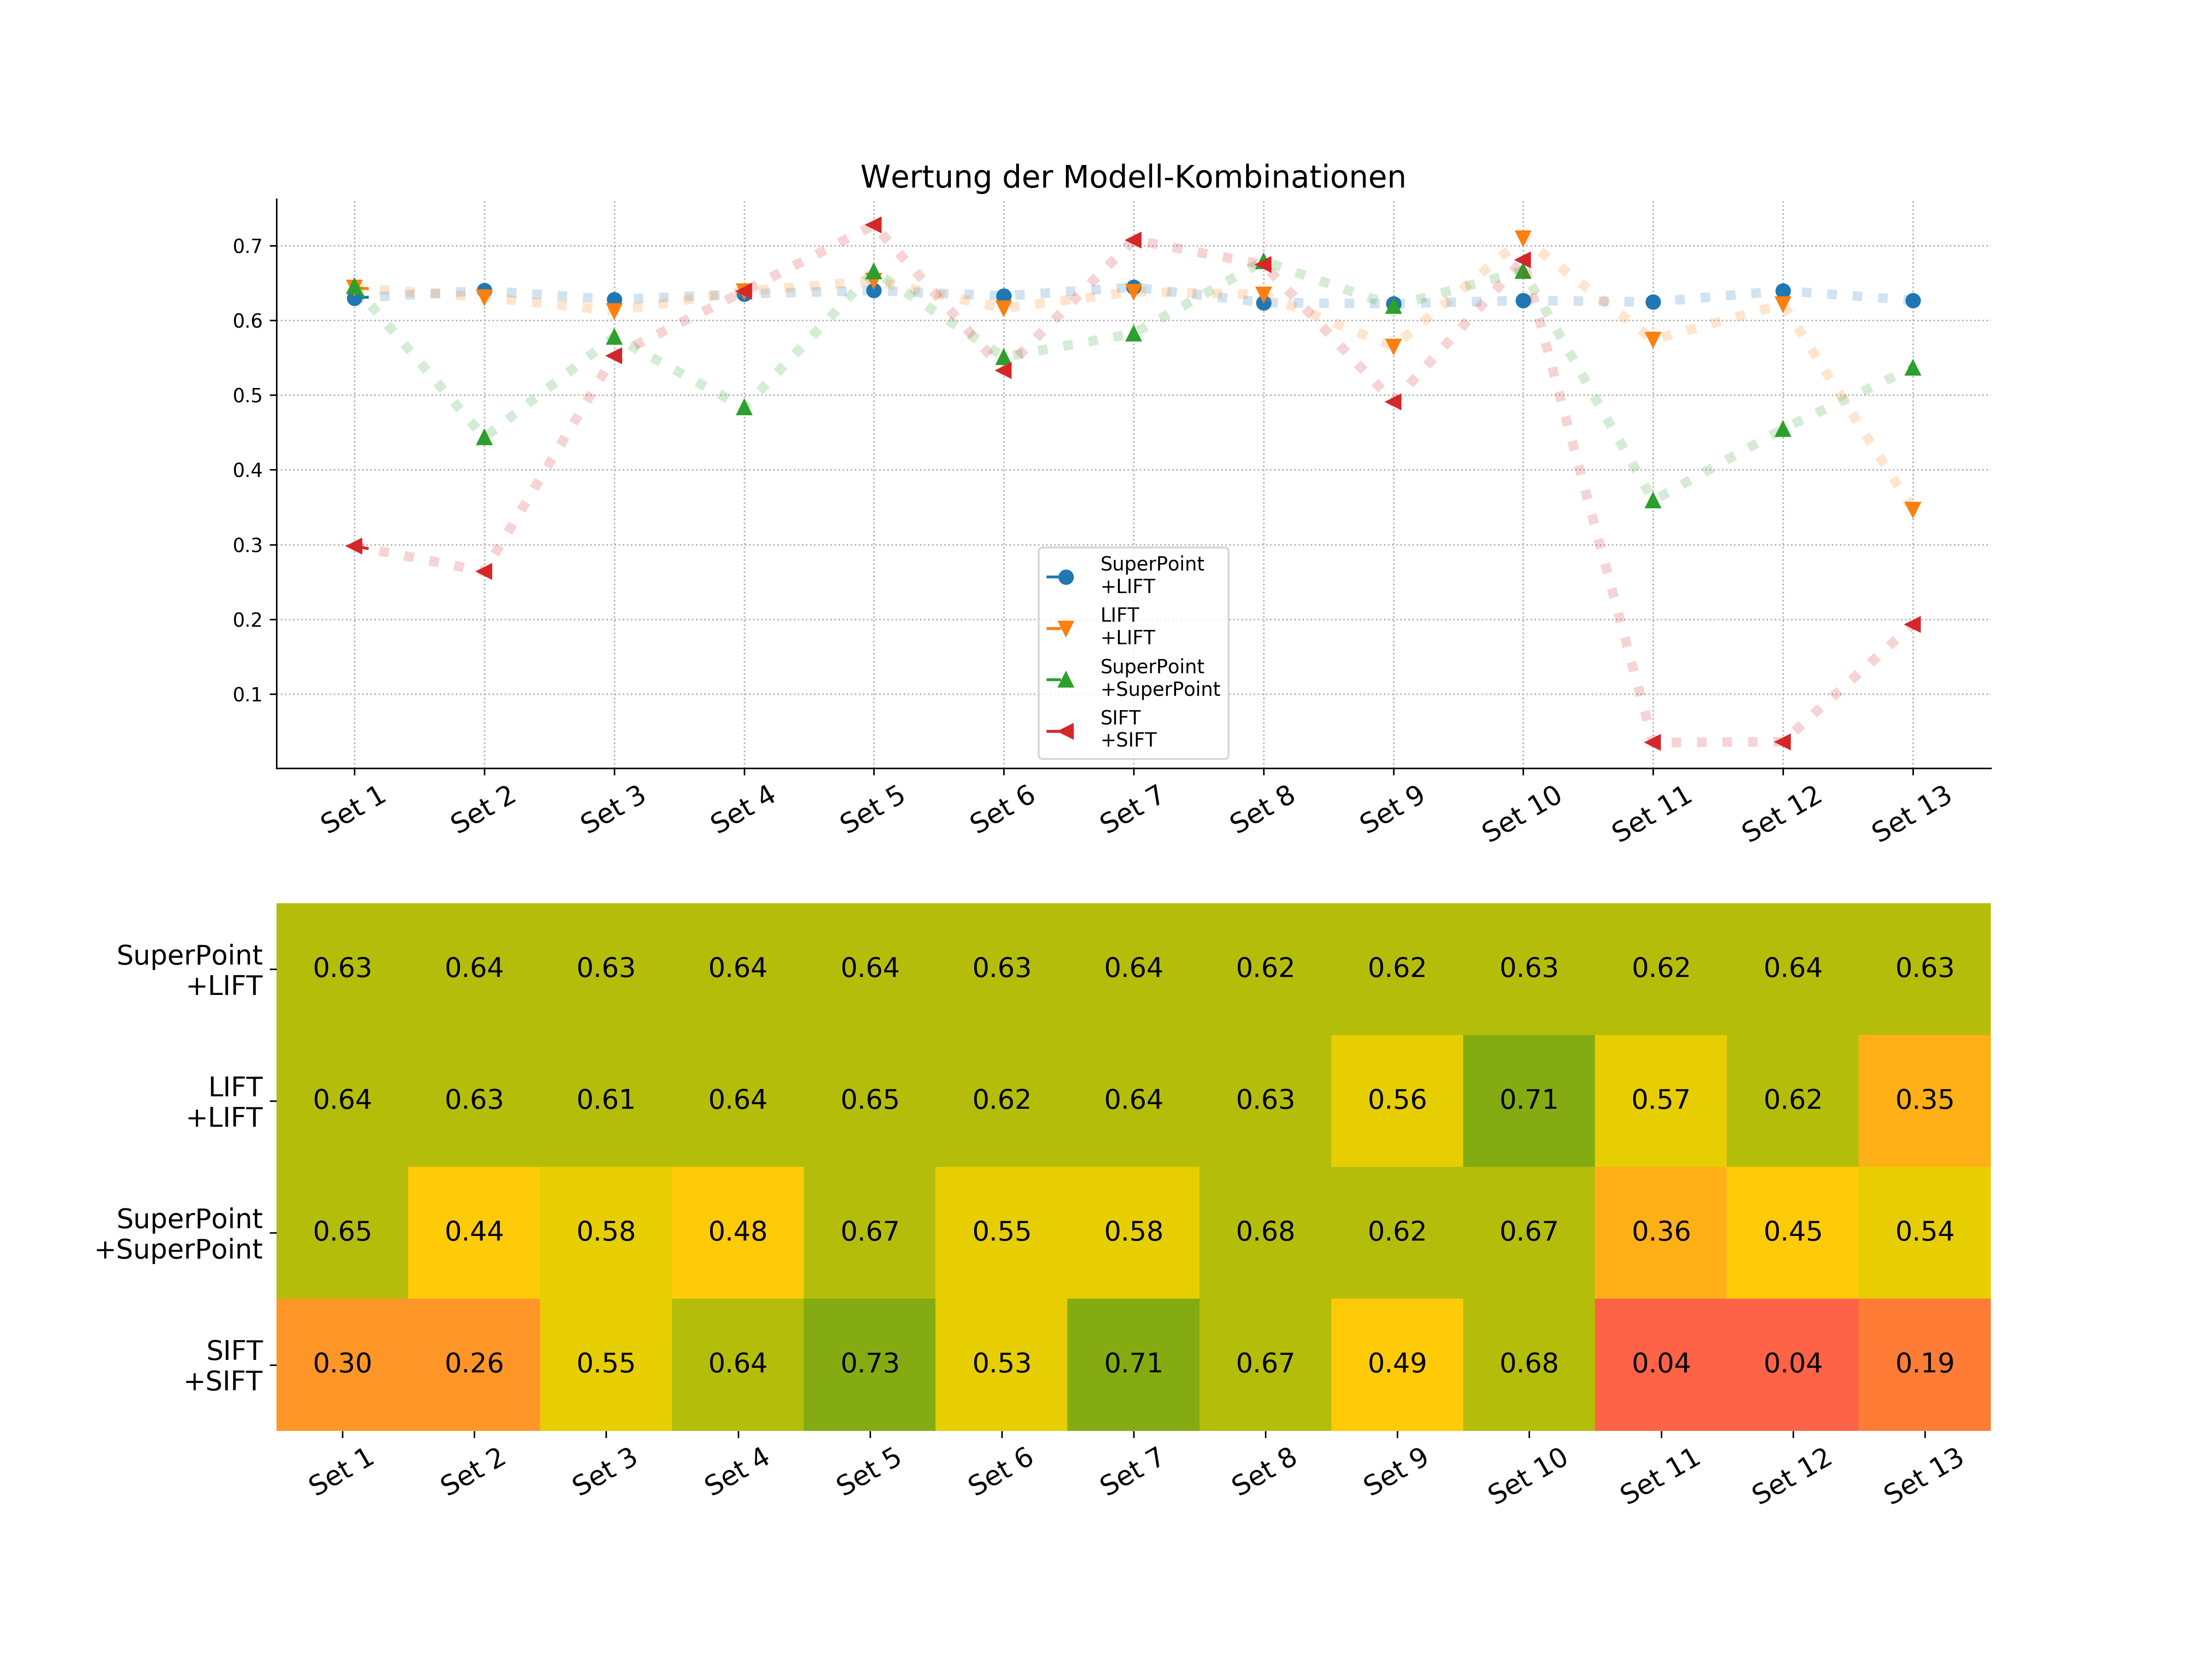 Wertung der Modell-Kombinationen
0.7
0.6
0.5
0.4
0.3
0.2
0.1
SuperPoint
+LIFT
LIFT
+LIFT
SuperPoint
+SuperPoint
SIFT
+SIFT
Set 1 Set 2 Set 3 Set 4 Set 5 Set 6 Set 7 Set 8 Set 9 Set 10 Set 11 Set 12 Set 13
SuperPoint
+LIFT
0.63 0.64 0.63 0.64 0.64 0.63 0.64 0.62 0.62 0.63 0.62 0.64 0.63
LIFT
+LIFT
0.64 0.63 0.61 0.64 0.65 0.62 0.64 0.63 0.56 0.71 0.57 0.62 0.35
SuperPoint
+SuperPoint
0.65 0.44 0.58 0.48 0.67 0.55 0.58 0.68 0.62 0.67 0.36 0.45 0.54
SIFT
+SIFT
0.30 0.26 0.55 0.64 0.73 0.53 0.71 0.67 0.49 0.68 0.04 0.04 0.19
Set 1 Set 2 Set 3 Set 4 Set 5 Set 6 Set 7 Set 8 Set 9 Set 10 Set 11 Set 12 Set 13